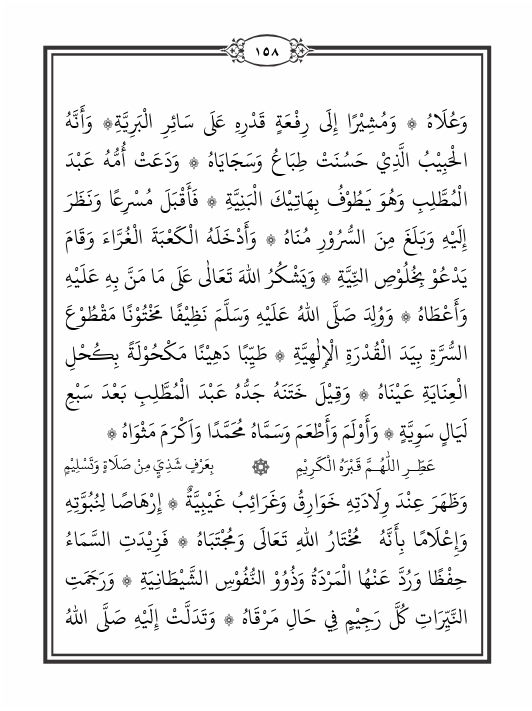 ١٥٨
وَعُلَاهُ ۞ وَمُشِيْرًا إِلَى رِفْعَةِ قَدْرِهِ عَلَى سَائِرِ الْبَرِيَّةِ۞ وَأَنَّهُ
الْحَبِيْبُ الَّذِيْ حَسُنَتْ طِبَاعُ وَسَجَايَاهُ ۞ وَدَعَتْ أُمُّهُ عَبْدَ
الْمُطَّلِبِ وَهُوَ يَطُوْفُ بِهَاتِيْكَ الْبَنِيَّةِ ۞ فَأَقْبَلَ مُسْرِعًا وَنَظَرَ
إِلَيْهِ وَبَلَغَ مِنَ السُّرُوْرِ مُنَاهُ ۞ وَأَدْخَلَهُ الْكَعْبَةَ الْغُرَّاءَ وَقَامَ
يَدْعُوْ بِخُلُوْصِ النِّيَّةِ ۞ وَيَشْكُرُ اللهَ تَعَالٰى عَلَى مَا مَنَّ بِهِ عَلَيْهِ
وَأَعْطَاهُ ۞ وَوُلِدَ صَلَّى اللهُ عَلَيْهِ وَسَلَّمَ نَظِيْفًا مَخْتُوْنًا مَقْطُوْعَ
السُّرَّةِ بِيَدِ الْقُدْرَةِ الْإِلٰهِيَّةِ ۞ طَيِّبًا دَهِيْنًا مَكْحُوْلَةً بِكُحْلِ
الْعِنَايَةِ عَيْنَاهُ ۞ وَقِيْلَ خَتَنَهُ جَدُّهُ عَبْدَ الْمُطَّلِبِ بَعْدَ سَبْعِ
لَيَالٍ سَوِيَّةٍ ۞ وَأَوْلَمَ وَأَطْعَمَ وَسَمَّاهُ مُحَمَّدًا وَاَكْرَمَ مَثْوَاهُ ۞
عَطِّرِ اللّٰهُمَّ قَبْرَهُ الْكَرِيْمِ ۞ بِعَرْفٍ شَذِيٍّ مِنْ صَلَاةٍ وَتَسْلِيْمٍ
وَظَهَرَ عِنْدَ وِلَادَتِهِ خَوَارِقُ وَغَرَائِبُ غَيْبِيَّةٌ ۞ إِرْهَاصًا لِنُبُوَّتِهِ
وَإِعْلَامًا بِأَنَّهُ مُخْتَارُ اللهِ تَعَالَى وَمُجْتَبَاهُ ۞ فَزِيْدَتِ السَّمَاءُ
حِفْظًا وَرُدَّ عَنْهَا الْمَرْدَةُ وَذُوُوْ النُّفُوْسِ الشَّيْطَانِيَةِ ۞ وَرَجَمَتِ
النَّيِّرَاتِ كُلَّ رَجِيْمٍ فِي حَالِ مَرْقَاهُ ۞ وَتَدَلَّتْ إِلَيْهِ صَلَّى اللهُ